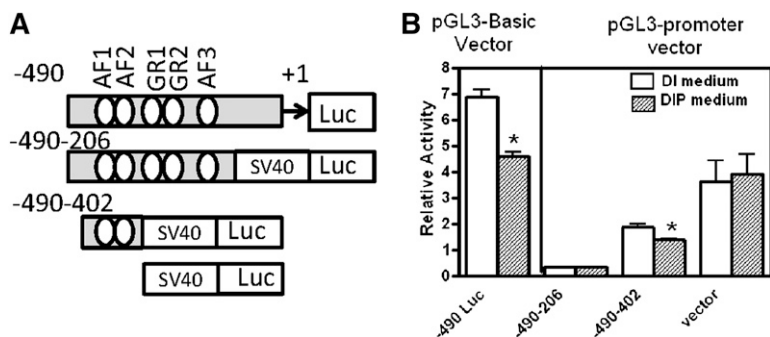 A
-490
AF1
AF2
GR1
GR2
AF3
+1
Luc
-490-206
SV40
Luc
-490-402
SV40
Luc
SV40
Luc
B
pGL3-Basic
Vector
pGL3-promoter
vector
Relative Activity
8
7
6
5
4
3
2
1
0
DI medium
DIP medium
*
*
-490 Luc
-490-206
-490-402
vector